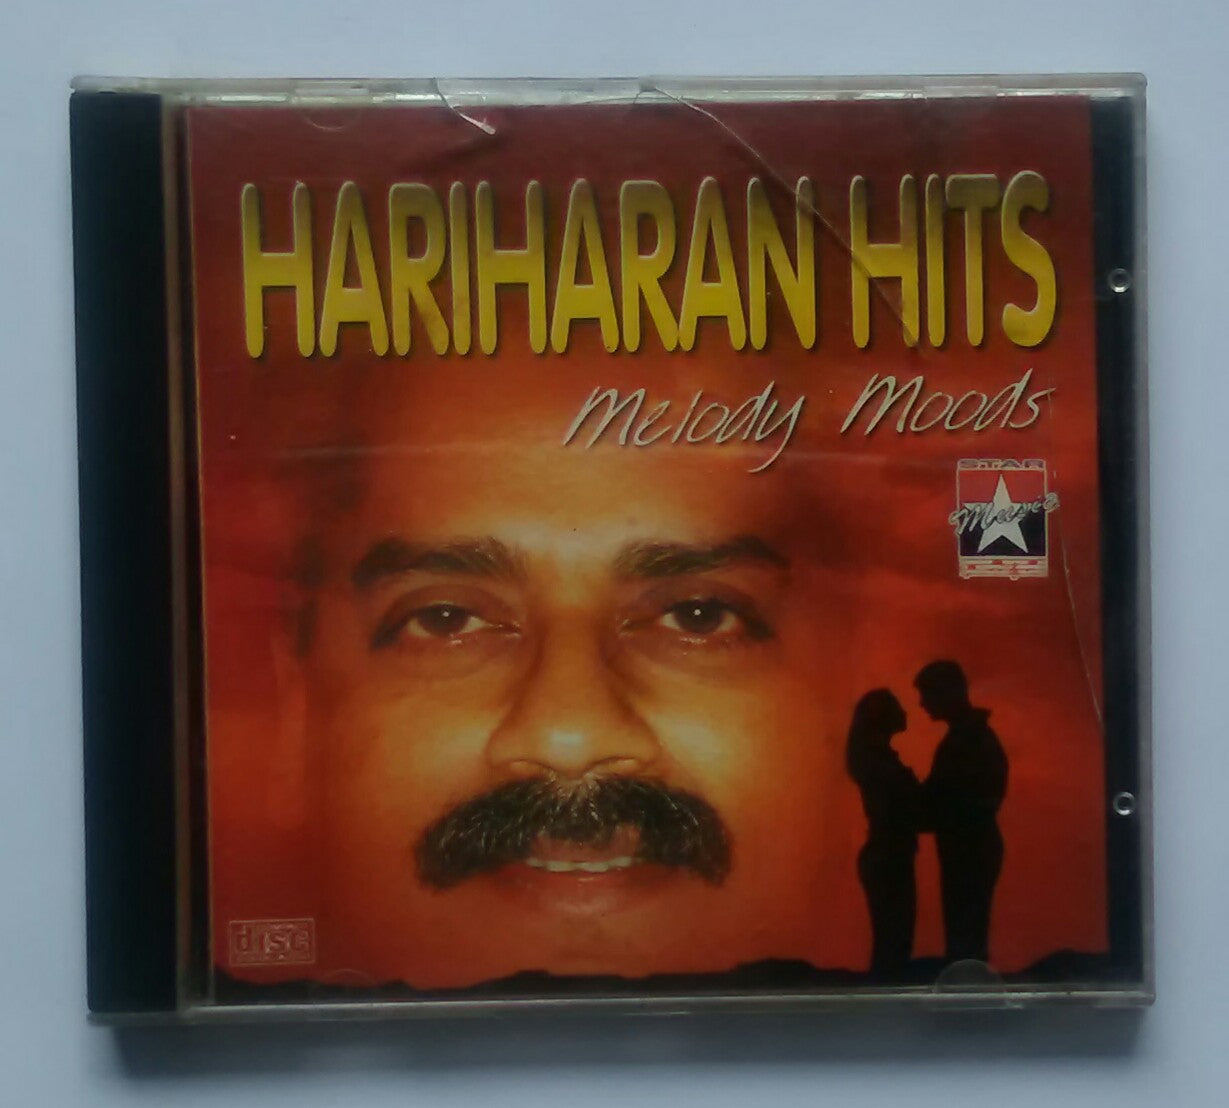 HARIHARAN HITS
Melody Moods
STAR
Music
disc